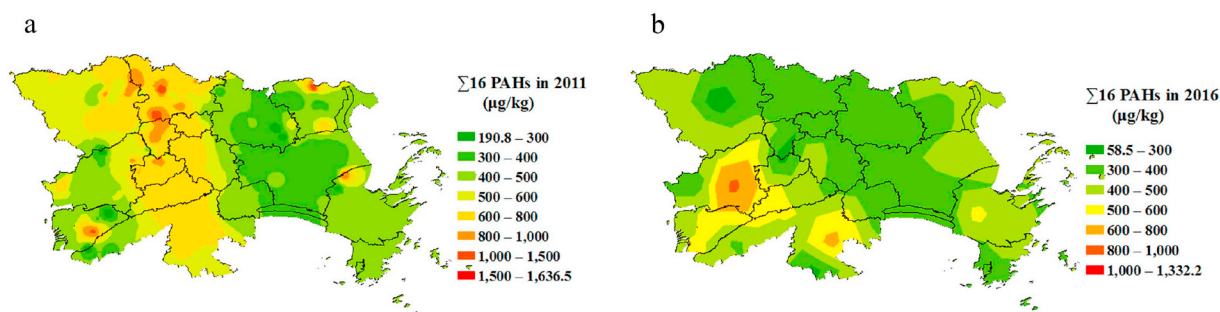 a
∑16 PAHs in 2011
(μg/kg)
190.8 – 300
300 – 400
400 – 500
500 – 600
600 – 800
800 – 1,000
1,000 – 1,500
1,500 – 1,636.5
b
∑16 PAHs in 2016
(μg/kg)
58.5 – 300
300 – 400
400 – 500
500 – 600
600 – 800
800 – 1,000
1,000 – 1,332.2